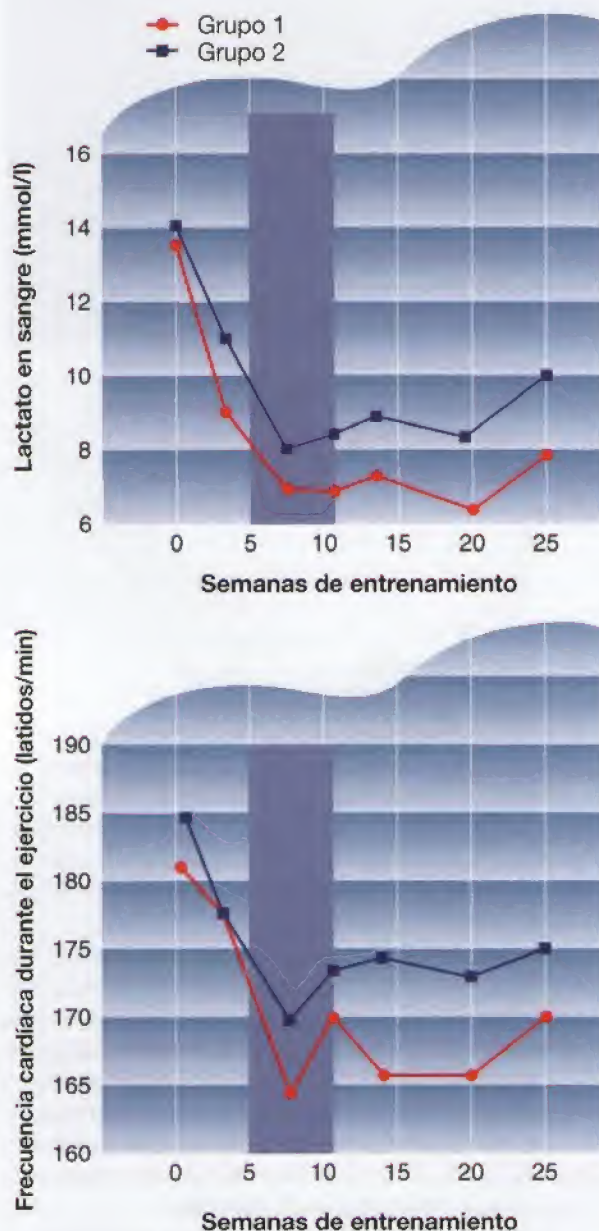 Grupo 1
Grupo 2
Lactato en sangre (mmol/l)
16
14
12
10
8
6
0 5 10 15 20 25
Semanas de entrenamiento
Frecuencia cardíaca durante el ejercicio (latidos/min)
190
185
180
175
170
165
160
0 5 10 15 20 25
Semanas de entrenamiento